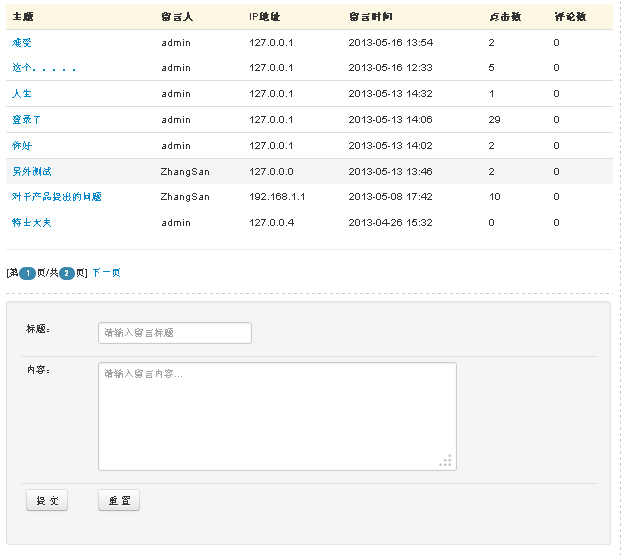 主题 留言人 IP地址 留言时间 点击数 评论数
难受 admin 127.0.0.1 2013-05-16 13:54 2 0
这个。。。。。 admin 127.0.0.1 2013-05-16 12:33 5 0
人生 admin 127.0.0.1 2013-05-13 14:32 1 0
登录了 admin 127.0.0.1 2013-05-13 14:06 29 0
你好 admin 127.0.0.1 2013-05-13 14:02 2 0
另外测试 ZhangSan 127.0.0.0 2013-05-13 13:46 2 0
对于产品提出的问题 ZhangSan 192.168.1.1 2013-05-08 17:42 10 0
将士大夫 admin 127.0.0.4 2013-04-26 15:32 0 0
[第1页/共2页] 下一页
标题：
请输入留言标题
内容：
请输入留言内容...
提交 重置